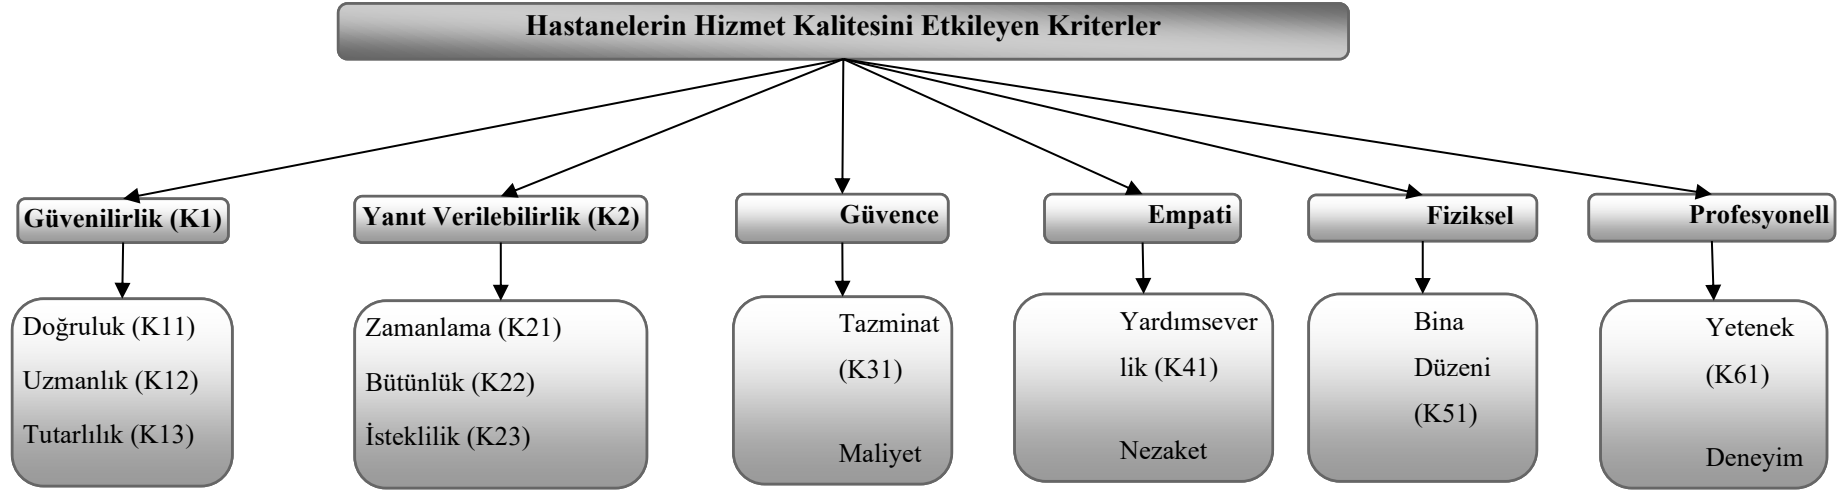 Hastanelerin Hizmet Kalitesini Etkileyen Kriterler
Güvenilirlik (K1)
Yanıt Verilebilirlik (K2)
Güvence
Empati
Fiziksel
Profesyonell
Doğruluk (K11)
Uzmanlık (K12)
Tutarlılık (K13)
Zamanlama (K21)
Bütünlük (K22)
İsteklilik (K23)
Tazminat
(K31)
Maliyet
Yardımsever
lik (K41)
Nezaket
Bina
Düzeni
(K51)
Yetenek
(K61)
Deneyim